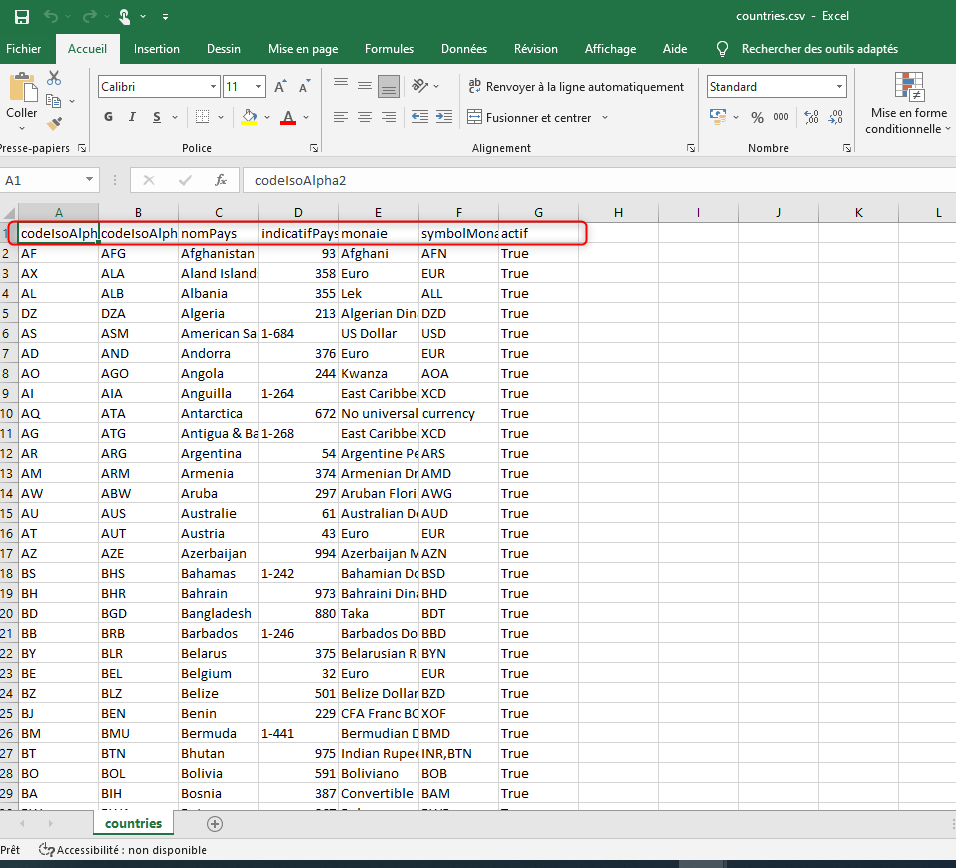 countries.csv - Excel
Fichier Accueil Insertion Dessin Mise en page Formules Données Révision Affichage Aide Rechercher des outils adaptés
Coller
Calibri 11
G I S
Renvoyer à la ligne automatiquement
Fusionner et centrer
Standard
% 000
Mise en forme
conditionnelle
Presse-papiers Police Alignement Nombre
A1 fx codeIsoAlpha2
A B C D E F G H I J K L
1 codeIsoAlph codeIsoAlph nomPays indicatifPays monaie symbolMona actif
2 AF AFG Afghanistan 93 Afghani AFN True
3 AX ALA Aland Island 358 Euro EUR True
4 AL ALB Albania 355 Lek ALL True
5 DZ DZA Algeria 213 Algerian Din DZD True
6 AS ASM American Sa 1-684 US Dollar USD True
7 AD AND Andorra 376 Euro EUR True
8 AO AGO Angola 244 Kwanza AOA True
9 AI AIA Anguilla 1-264 East Caribbe XCD True
10 AQ ATA Antarctica 672 No universal currency True
11 AG ATG Antigua & Ba 1-268 East Caribbe XCD True
12 AR ARG Argentina 54 Argentine Pe ARS True
13 AM ARM Armenia 374 Armenian Dr AMD True
14 AW ABW Aruba 297 Aruban Flori AWG True
15 AU AUS Australie 61 Australian Do AUD True
16 AT AUT Austria 43 Euro EUR True
17 AZ AZE Azerbaijan 994 Azerbaijan M AZN True
18 BS BHS Bahamas 1-242 Bahamian Do BSD True
19 BH BHR Bahrain 973 Bahraini Dina BHD True
20 BD BGD Bangladesh 880 Taka BDT True
21 BB BRB Barbados 1-246 Barbados Do BBD True
22 BY BLR Belarus 375 Belarusian R BYN True
23 BE BEL Belgium 32 Euro EUR True
24 BZ BLZ Belize 501 Belize Dollar BZD True
25 BJ BEN Benin 229 CFA Franc BC XOF True
26 BM BMU Bermuda 1-441 Bermudian D BMD True
27 BT BTN Bhutan 975 Indian Rupee INR,BTN True
28 BO BOL Bolivia 591 Boliviano BOB True
29 BA BIH Bosnia 387 Convertible BAM True
countries
Prêt Accessibilité : non disponible